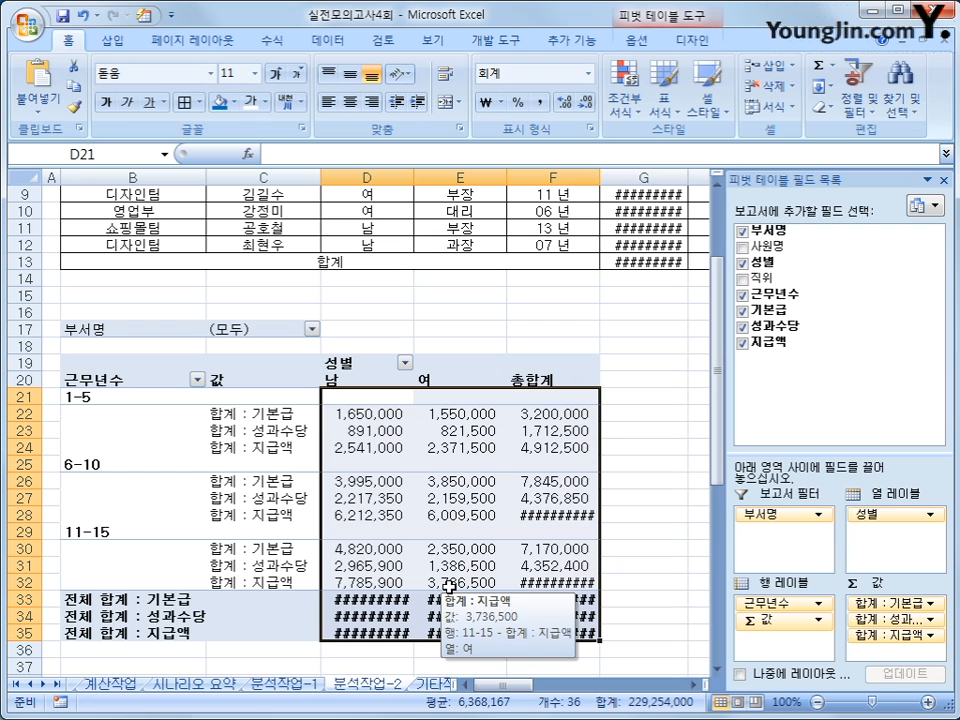 실전모의고사4회 - Microsoft Excel
피벗 테이블 도구
YoungJin.com Y.
홈 삽입 페이지 레이아웃 수식 데이터 검토 보기 개발 도구 추가 기능 옵션 디자인
붙여넣기
돋움 11
가 가 가
회계
조건부 서식 표 서식 셀 스타일
삽입
삭제
서식
정렬 및 필터 찾기 및 선택
클립보드 글꼴 맞춤 표시 형식 스타일 셀 편집
D21 fx
A B C D E F G
9 디자인팀 김길수 여 부장 11 년 #########
10 영업부 강정미 여 대리 06 년 #########
11 쇼핑몰팀 공호철 남 부장 13 년 #########
12 디자인팀 최현우 남 과장 07 년 #########
13 합계 #########
14
15
16
17 부서명 (모두)
18
19 성별
20 근무년수 값 남 여 총합계
21 1-5
22 합계 : 기본급 1,650,000 1,550,000 3,200,000
23 합계 : 성과수당 891,000 821,500 1,712,500
24 합계 : 지급액 2,541,000 2,371,500 4,912,500
25 6-10
26 합계 : 기본급 3,995,000 3,850,000 7,845,000
27 합계 : 성과수당 2,217,350 2,159,500 4,376,850
28 합계 : 지급액 6,212,350 6,009,500 ##########
29 11-15
30 합계 : 기본급 4,820,000 2,350,000 7,170,000
31 합계 : 성과수당 2,965,900 1,386,500 4,352,400
32 합계 : 지급액 7,785,900 3,736,500 ##########
33 전체 합계 : 기본급 #########
34 전체 합계 : 성과수당 #########
35 전체 합계 : 지급액 #########
36
37
합계 : 지급액
값: 3,736,500
행: 11-15 - 합계 : 지급액
열: 여
피벗 테이블 필드 목록
보고서에 추가할 필드 선택:
부서명
사원명
성별
직위
근무년수
기본급
성과수당
지급액
아래 영역 사이에 필드를 끌어 놓으십시오.
보고서 필터 열 레이블
부서명 성별
행 레이블 Σ 값
근무년수 합계 : 기본급
Σ 값 합계 : 성과...
합계 : 지급액
나중에 레이아웃 ... 업데이트
계산작업 시나리오 요약 분석작업-1 분석작업-2 기타작
준비 평균: 6,368,167 개수: 36 합계: 229,254,000 100%